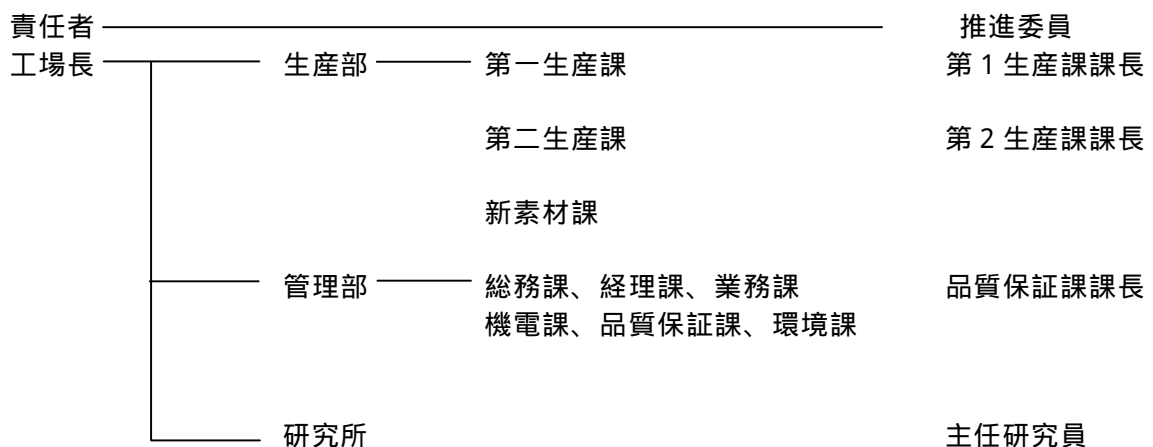 責任者 推進委員
工場長 生産部 第一生産課 第1生産課課長
第二生産課 第2生産課課長
新素材課
管理部 総務課、経理課、業務課 品質保証課課長
機電課、品質保証課、環境課
研究所 主任研究員